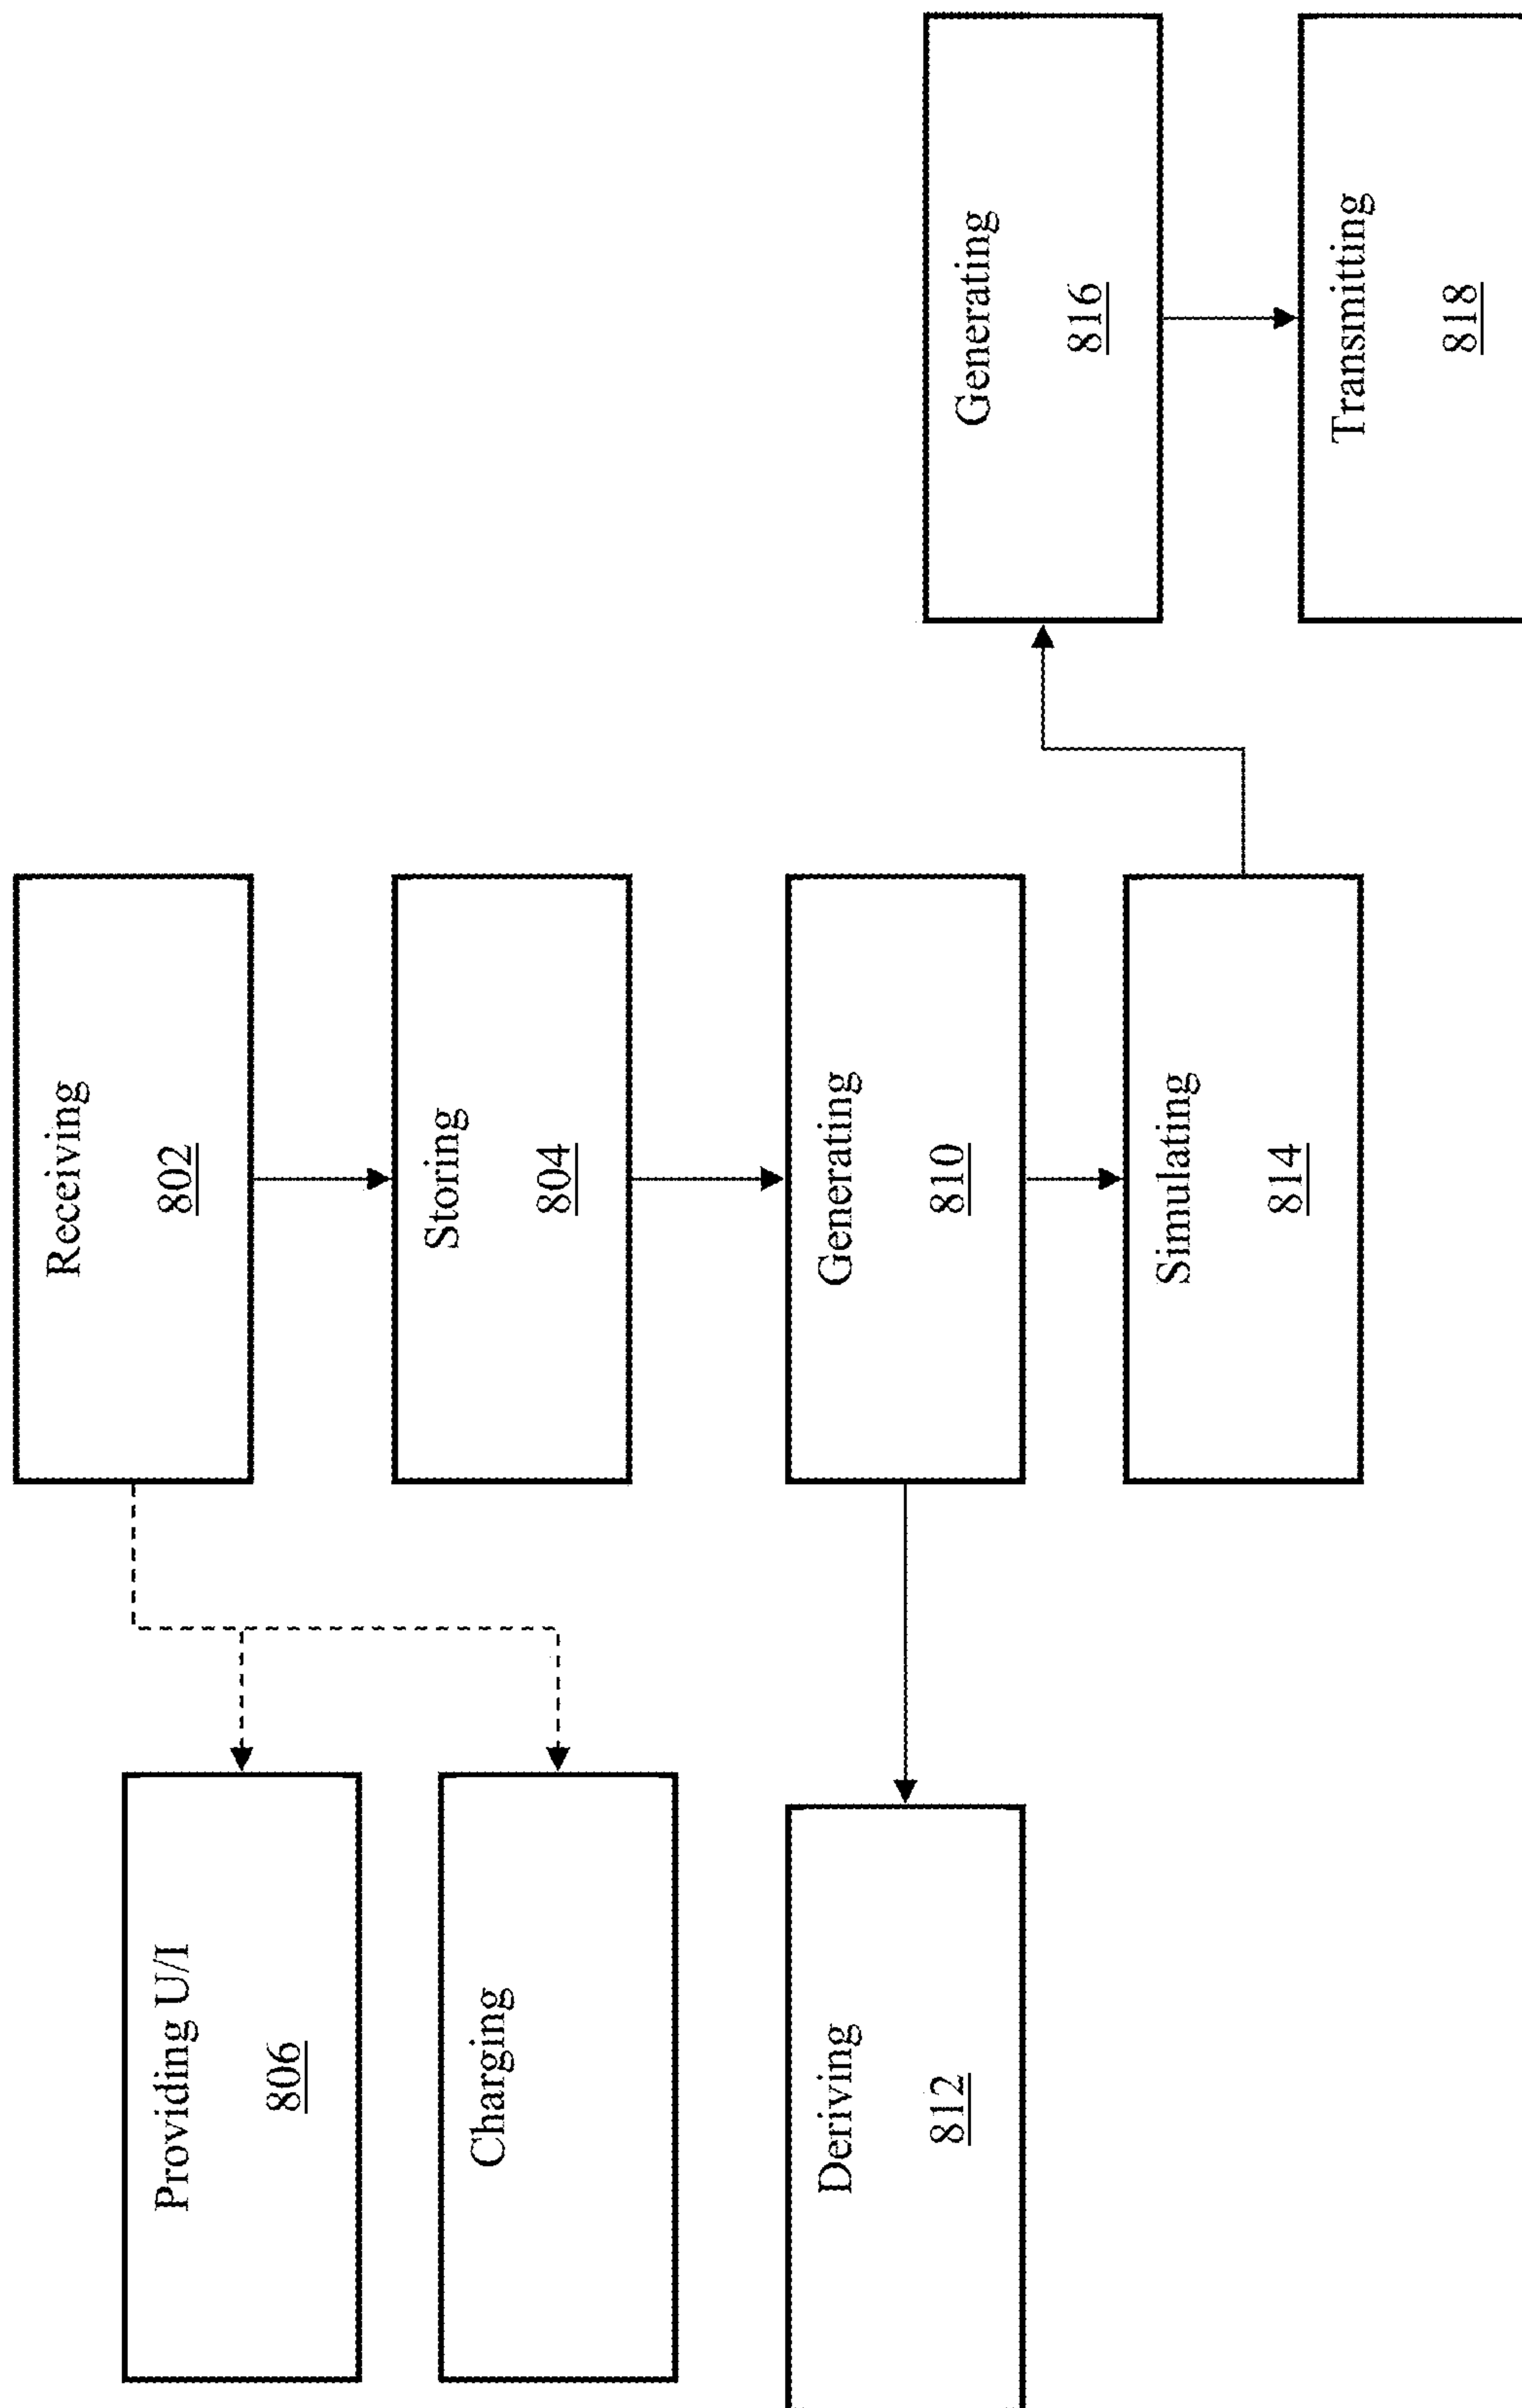 Receiving
802
Storing
804
Providing U/I
806
Charging
Generating
810
Deriving
812
Simulating
814
Generating
816
Transmitting
818